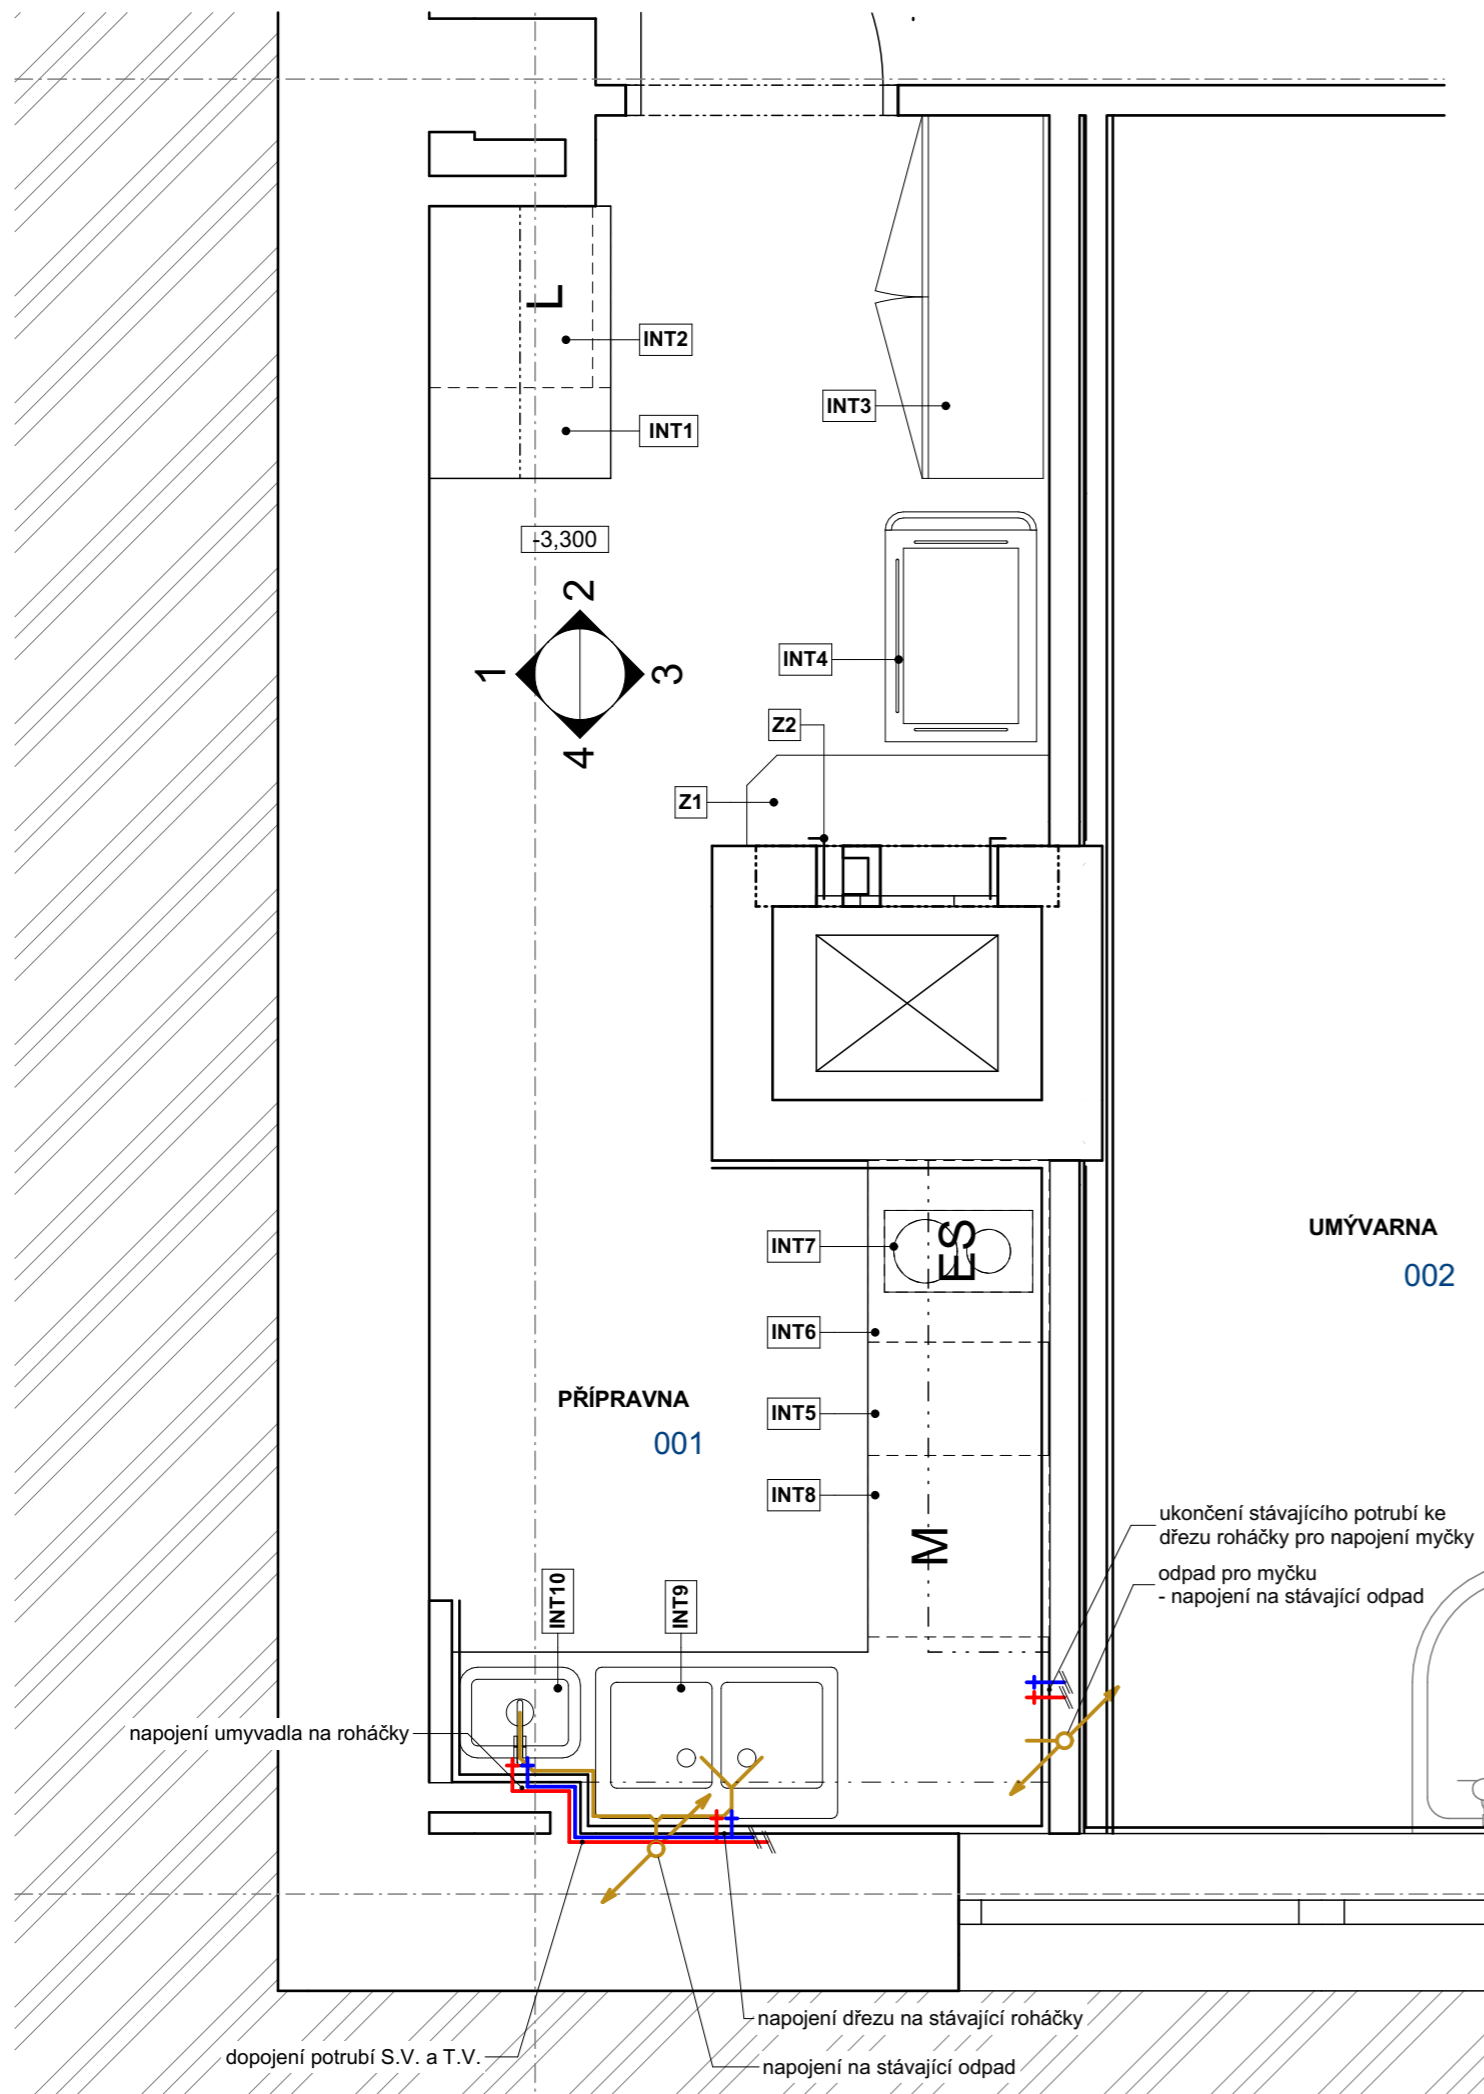 L
INT2
INT3
INT1
-3,300
2
1
3
4
INT4
Z2
Z1
INT7
ES
UMÝVARNA
002
INT6
PŘÍPRAVNA
001
INT5
INT8
M
ukončení stávajícího potrubí ke
dřezu roháčky pro napojení myčky
odpad pro myčku
- napojení na stávající odpad
INT10
INT9
napojení umyvadla na roháčky
napojení dřezu na stávající roháčky
dopojení potrubí S.V. a T.V.
napojení na stávající odpad